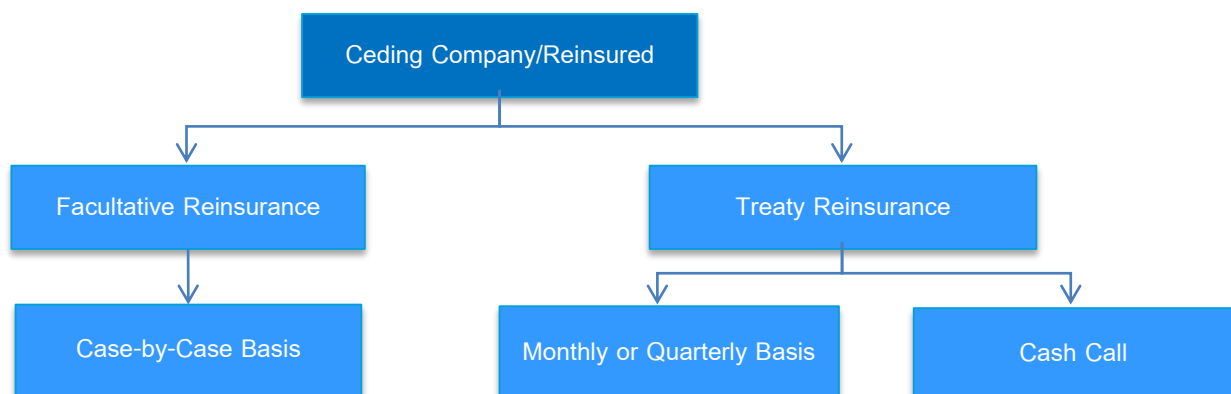 Ceding Company/Reinsured
Facultative Reinsurance
Treaty Reinsurance
Case-by-Case Basis
Monthly or Quarterly Basis
Cash Call